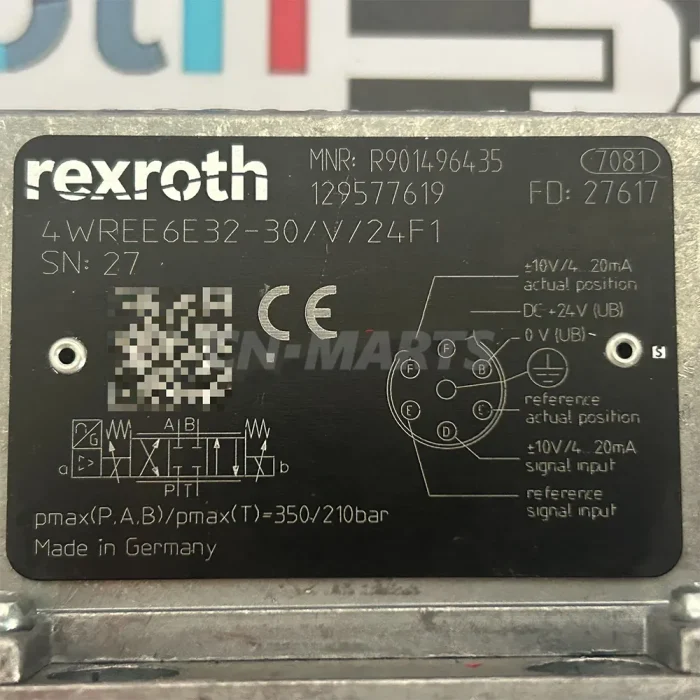 rexroth
MNR: R901496435
7081
129577619
FD: 27617
4WREE6E32-30/V/24F1
SN: 27
CE
EN-MARTS
±10V/4...20mA
actual position
DC +24V (UB)
0 V (UB)
F
F
B
E
E
D
reference
actual position
±10V/4...20mA
signal input
reference
signal input
A B
G
a
b
P T
pmax(P,A,B)/pmax(T)=350/210bar
Made in Germany
S